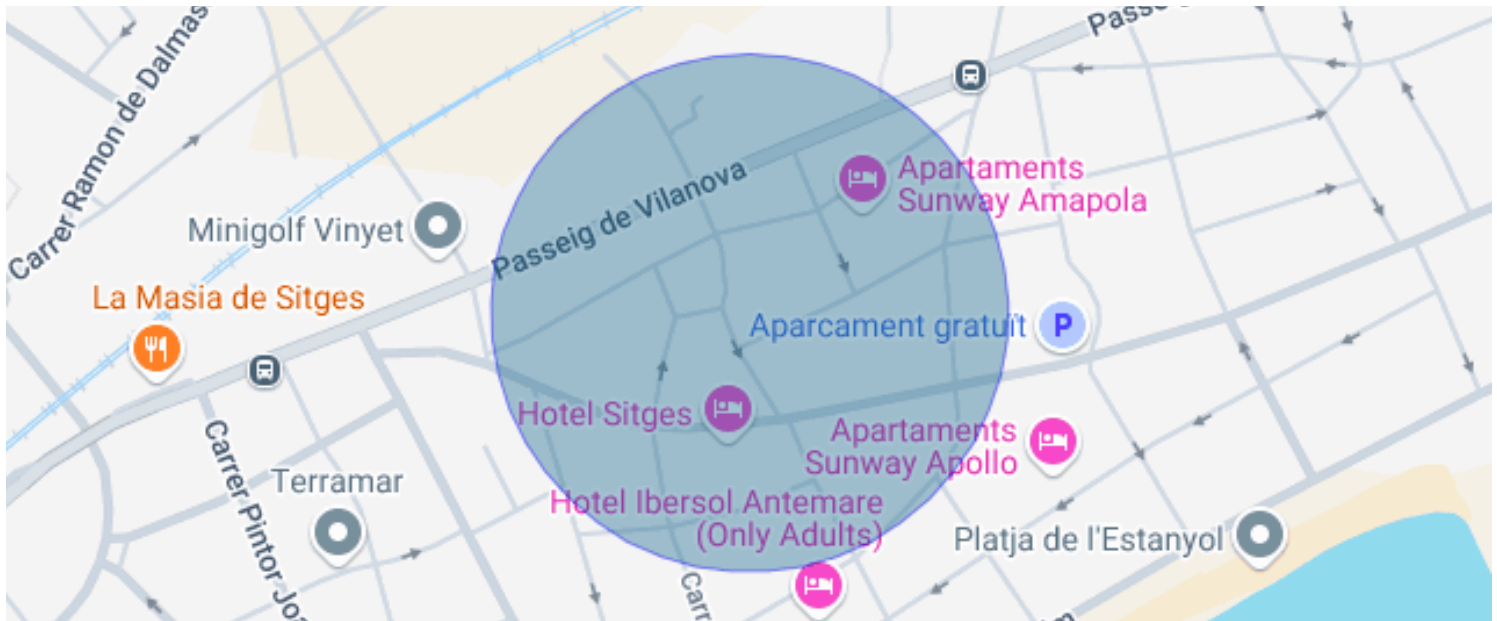 Passe
Carrer Ramon de Dalmas
Apartaments
Sunway Amapola
Minigolf Vinyet
Passeig de Vilanova
La Masia de Sitges
Aparcament gratuït
P
Hotel Sitges
Apartaments
Sunway Apollo
Carrer Pintor Joa
Terramar
Hotel Ibersol Antemare
(Only Adults)
Platja de l'Estanyol
Carr